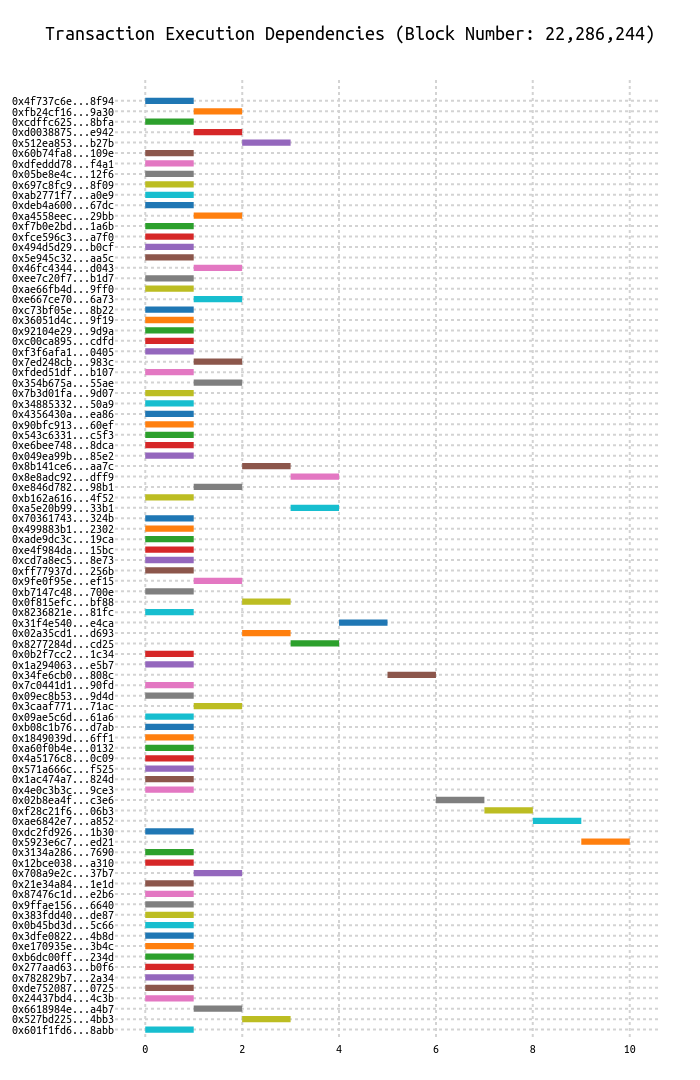 Transaction Execution Dependencies (Block Number: 22,286,244)
0x4f737c6e...8f94
0xfb24cf16...9a30
0xcdffc625...8bfa
0xd0038875...e942
0x512ea853...b27b
0x60b74fa8...109e
0xdfeddd78...f4a1
0x05be8e4c...12f6
0x697c8fc9...8f09
0xab2771f7...a0e9
0xdeb4a600...67dc
0xa4558eec...29bb
0xf7b0e2bd...1a6b
0xfce596c3...a7f0
0x494d5d29...b0cf
0x5e945c32...aa5c
0x46fc4344...d043
0xee7c20f7...b1d7
0xae66fb4d...9ff0
0xe667ce70...6a73
0xc73bf05e...8b22
0x36051d4c...9f19
0x92104e29...9d9a
0xc00ca895...cdfd
0xf3f6afa1...0405
0x7ed248cb...983c
0xfded51df...b107
0x354b675a...55ae
0x7b3d01fa...9d07
0x34885332...50a9
0x4356430a...ea86
0x90bfc913...60ef
0x543c6331...c5f3
0xe6bee748...8dca
0x049ea99b...85e2
0x8b141ce6...aa7c
0x8e8adc92...dff9
0xe846d782...98b1
0xb162a616...4f52
0xa5e20b99...33b1
0x70361743...324b
0x499883b1...2302
0xade9dc3c...19ca
0xe4f984da...15bc
0xcd7a8ec5...8e73
0xff77937d...256b
0x9fe0f95e...ef15
0xb7147c48...700e
0x0f815efc...bf88
0x8236821e...81fc
0x31f4e540...e4ca
0x02a35cd1...d693
0x8277284d...cd25
0x0b2f7cc2...1c34
0x1a294063...e5b7
0x34fe6cb0...808c
0x7c0441d1...90fd
0x09ec8b53...9d4d
0x3caaf771...71ac
0x09ae5c6d...61a6
0xb08c1b76...d7ab
0x1849039d...6ff1
0xa60f0b4e...0132
0x4a5176c8...0c09
0x571a666c...f525
0x1ac474a7...824d
0x4e0c3b3c...9ce3
0x02b8ea4f...c3e6
0xf28c21f6...06b3
0xae6842e7...a852
0xdc2fd926...1b30
0x5923e6c7...ed21
0x3134a286...7690
0x12bce038...a310
0x708a9e2c...37b7
0x21e34a84...1e1d
0x87476c1d...e2b6
0x9ffae156...6640
0x383fdd40...de87
0x0b45bd3d...5c66
0x3dfe0822...4b8d
0xe170935e...3b4c
0xb6dc00ff...234d
0x277aad63...b0f6
0x782829b7...2a34
0xde752087...0725
0x24437bd4...4c3b
0x6618984e...a4b7
0x527bd225...4bb3
0x601f1fd6...8abb
0 2 4 6 8 10